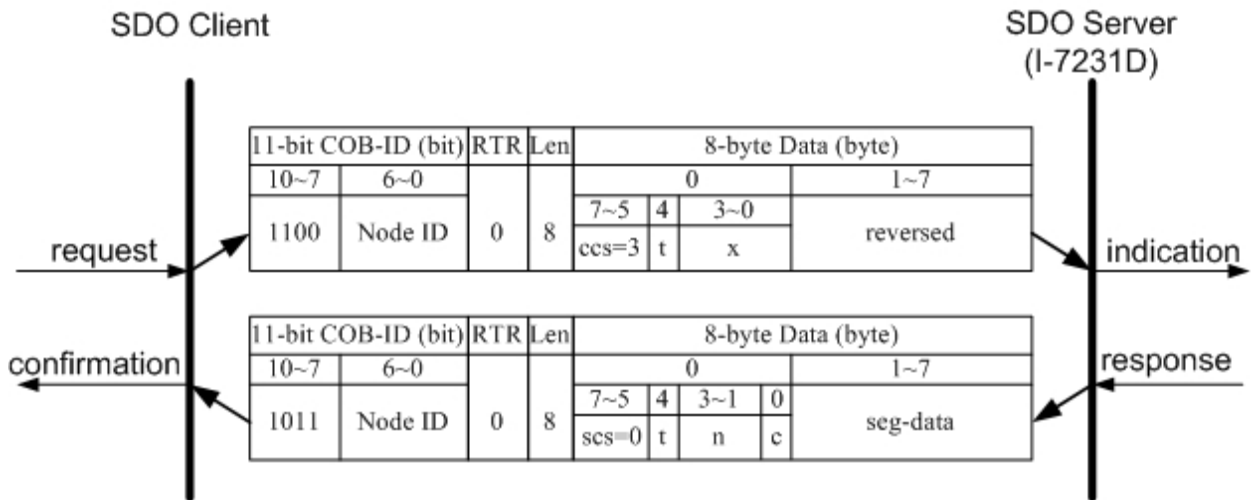 SDO Client
SDO Server
(I-7231D)
11-bit COB-ID (bit) RTR Len 8-byte Data (byte)
10~7 6~0 0 1~7
7~5 4 3~0
1100 Node ID 0 8 reversed
ccs=3 t x
request
indication
11-bit COB-ID (bit) RTR Len 8-byte Data (byte)
10~7 6~0 0 1~7
confirmation
response
7~5 4 3~1 0
1011 Node ID 0 8 seg-data
scs=0 t n c